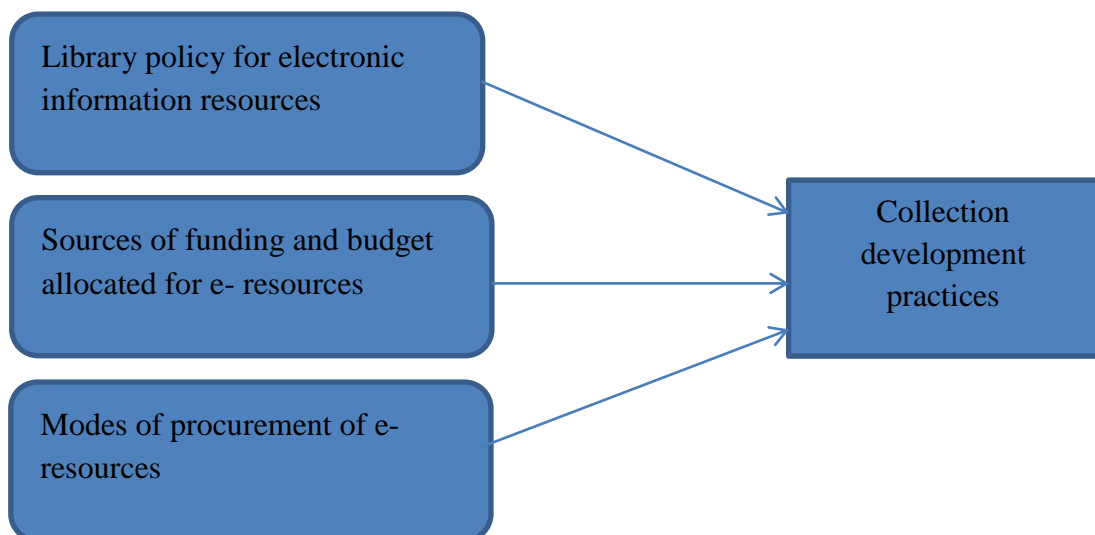 Library policy for electronic
information resources
Sources of funding and budget
allocated for e- resources
Modes of procurement of e-
resources
Collection
development
practices